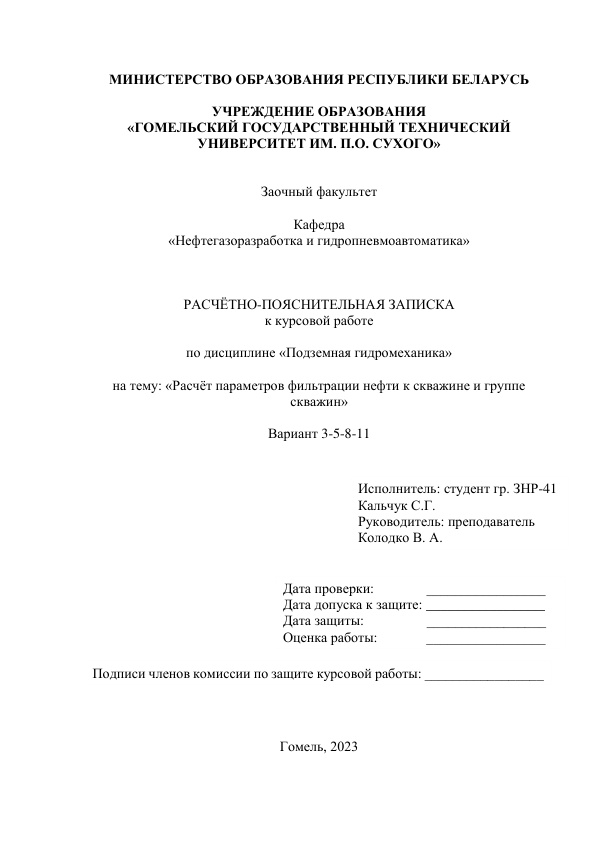 МИНИСТЕРСТВО ОБРАЗОВАНИЯ РЕСПУБЛИКИ БЕЛАРУСЬ
УЧРЕЖДЕНИЕ ОБРАЗОВАНИЯ
«ГОМЕЛЬСКИЙ ГОСУДАРСТВЕННЫЙ ТЕХНИЧЕСКИЙ
УНИВЕРСИТЕТ ИМ. П.О. СУХОГО»
Заочный факультет
Кафедра
«Нефтегазоразработка и гидропневмоавтоматика»
РАСЧЁТНО-ПОЯСНИТЕЛЬНАЯ ЗАПИСКА
к курсовой работе
по дисциплине «Подземная гидромеханика»
на тему: «Расчёт параметров фильтрации нефти к скважине и группе
скважин»
Вариант 3-5-8-11
Исполнитель: студент гр. ЗНР-41
Кальчук С.Г.
Руководитель: преподаватель
Колодко В. А.
Дата проверки: _________________
Дата допуска к защите: _________________
Дата защиты: _________________
Оценка работы: _________________
Подписи членов комиссии по защите курсовой работы: _________________
Гомель, 2023